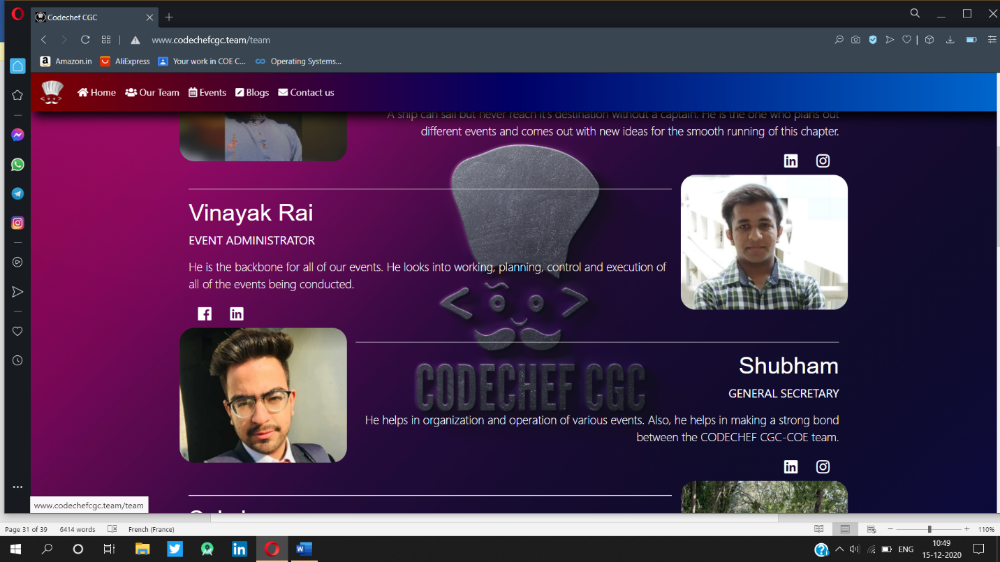 Codechef CGC
www.codechefcgc.team/team
Amazon.in AliExpress Your work in COE C... Operating Systems...
Home Our Team Events Blogs Contact us
A ship can sail but never reach it's destination without a captain. He is the one who plans out
different events and comes out with new ideas for the smooth running of this chapter.
Vinayak Rai
EVENT ADMINISTRATOR
He is the backbone for all of our events. He looks into working, planning, control and execution of
all of the events being conducted.
CODECHEF CGC
Shubham
GENERAL SECRETARY
He helps in organization and operation of various events. Also, he helps in making a strong bond
between the CODECHEF CGC-COE team.
www.codechefcgc.team/team
Page 31 of 39 6414 words French (France) 110%
ENG 10:49
15-12-2020